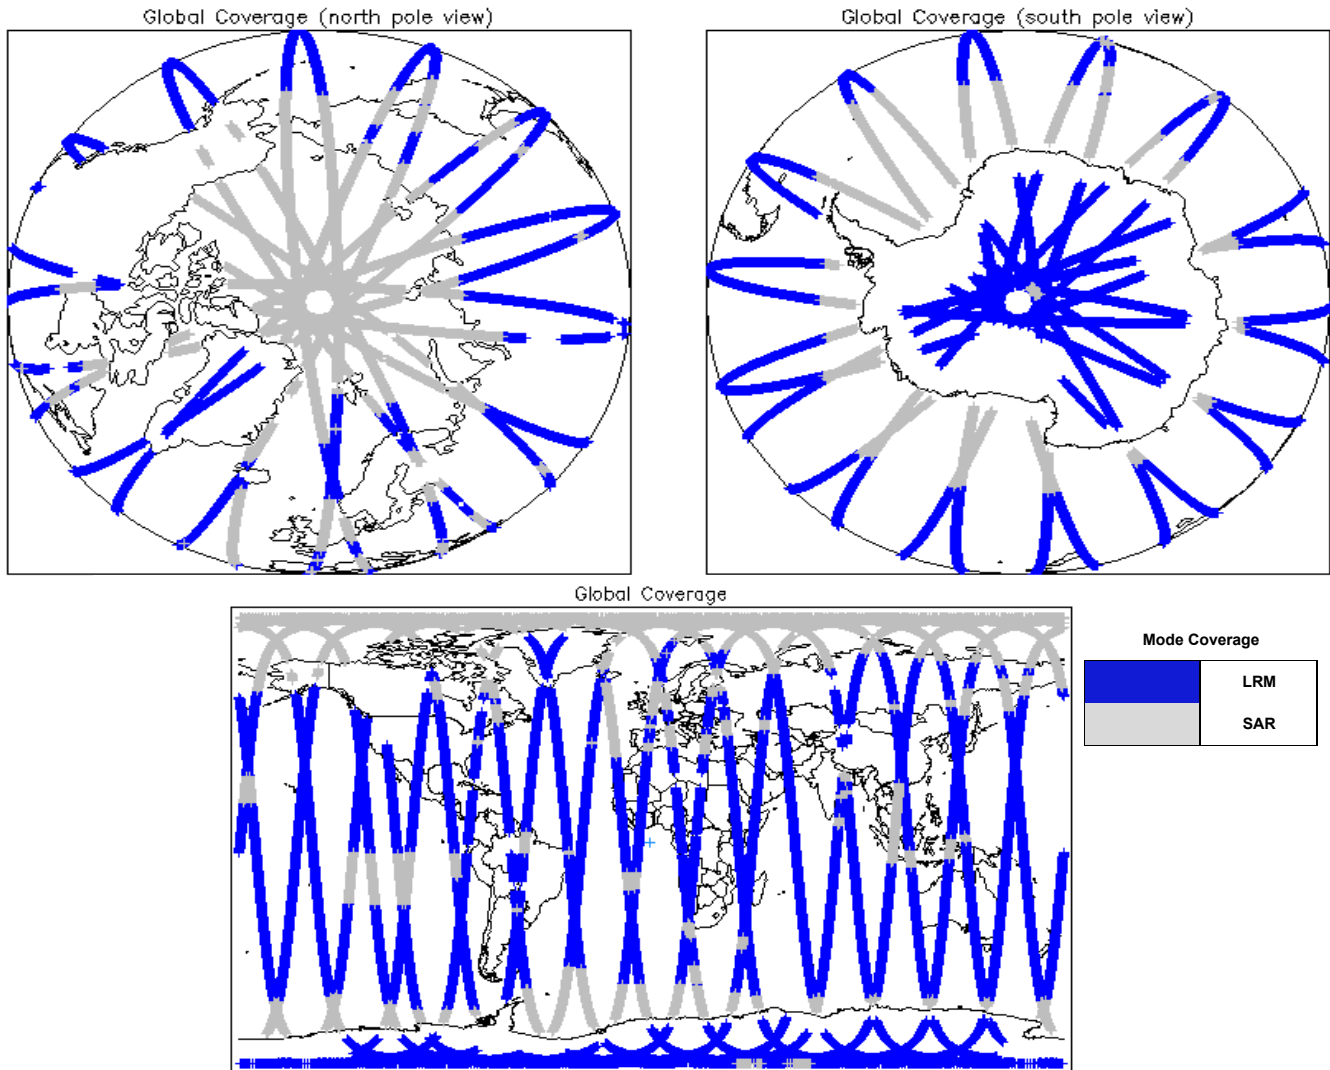 Global Coverage (north pole view)
Global Coverage (south pole view)
Global Coverage
Mode Coverage
LRM
SAR